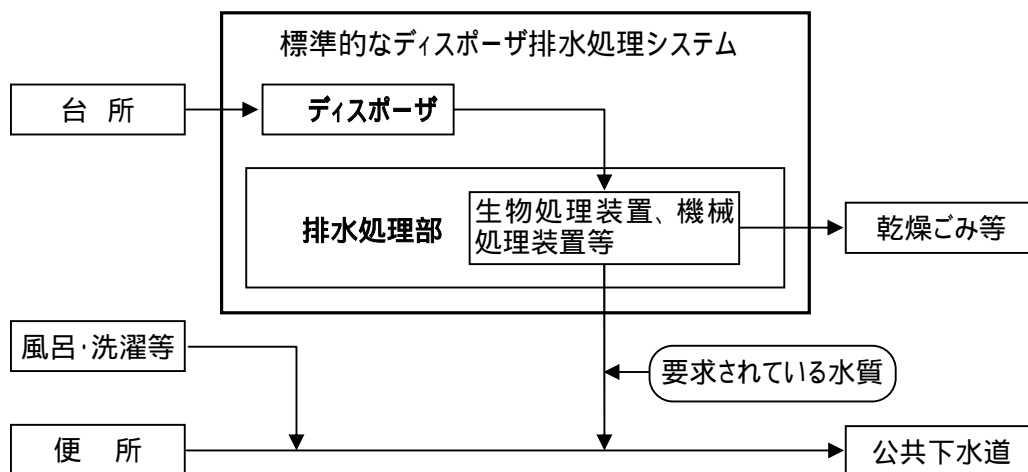 標準的なディスポーザ排水処理システム
台 所
ディスポーザ
排水処理部
生物処理装置、機械
処理装置等
乾燥ごみ等
風呂・洗濯等
要求されている水質
便 所
公共下水道